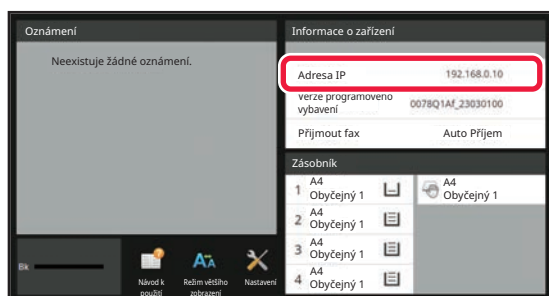 Oznámení
Neexistuje žádné oznámení.
Informace o zařízení
Adresa IP 192.168.0.10
Verze programového
vybavení 0078Q1Af_23030100
Přijmout fax Auto Příjem
Zásobník
1 A4
Obyčejný 1
2 A4
Obyčejný 1
3 A4
Obyčejný 1
4 A4
Obyčejný 1
A4
Obyčejný 1
Bk
Návod k
použití
Režim většího
zobrazení
Nastavení